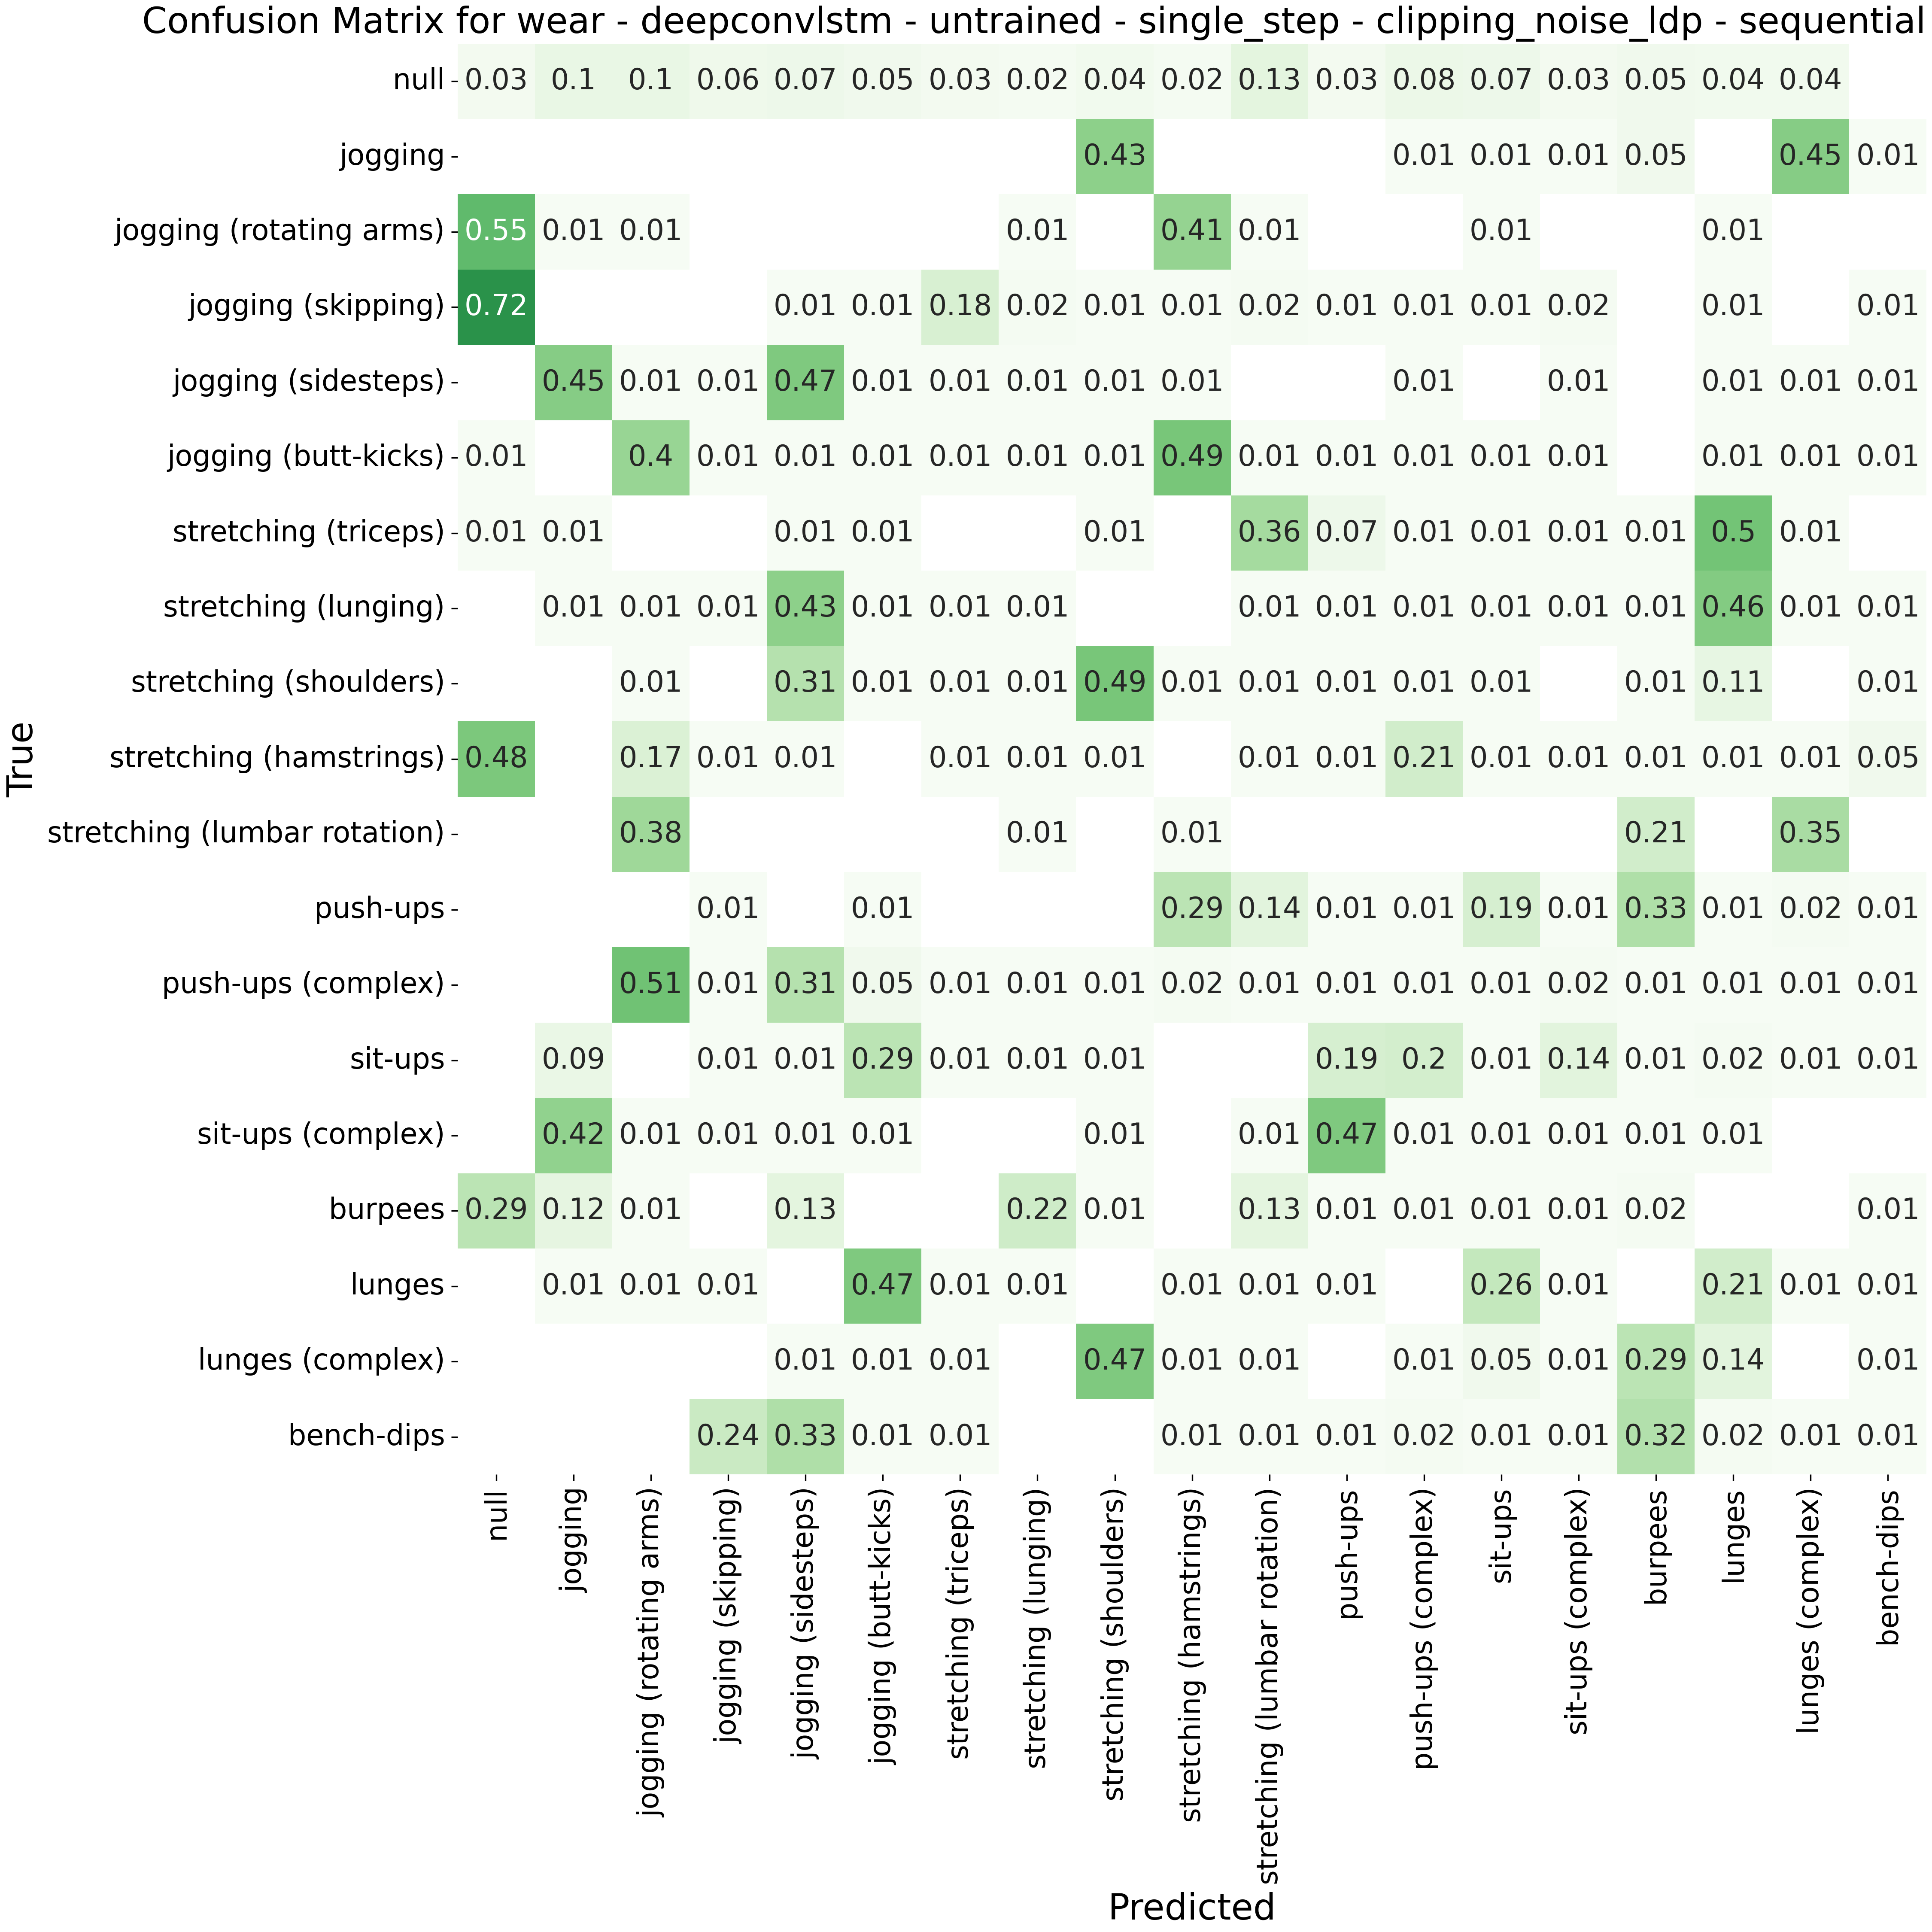 Confusion Matrix for wear - deepconvlstm - untrained - single_step - clipping_noise_ldp - sequential
True
null 0.03 0.1 0.1 0.06 0.07 0.05 0.03 0.02 0.04 0.02 0.13 0.03 0.08 0.07 0.03 0.05 0.04 0.04
jogging 0.43 0.01 0.01 0.01 0.05 0.45 0.01
jogging (rotating arms) 0.55 0.01 0.01 0.01 0.41 0.01 0.01 0.01
jogging (skipping) 0.72 0.01 0.01 0.18 0.02 0.01 0.01 0.02 0.01 0.01 0.01 0.02 0.01 0.01
jogging (sidesteps) 0.45 0.01 0.01 0.47 0.01 0.01 0.01 0.01 0.01 0.01 0.01 0.01 0.01 0.01
jogging (butt-kicks) 0.01 0.4 0.01 0.01 0.01 0.01 0.01 0.01 0.49 0.01 0.01 0.01 0.01 0.01 0.01 0.01 0.01
stretching (triceps) 0.01 0.01 0.01 0.01 0.01 0.36 0.07 0.01 0.01 0.01 0.01 0.5 0.01
stretching (lunging) 0.01 0.01 0.01 0.43 0.01 0.01 0.01 0.01 0.01 0.01 0.01 0.01 0.01 0.46 0.01 0.01
stretching (shoulders) 0.01 0.31 0.01 0.01 0.01 0.49 0.01 0.01 0.01 0.01 0.01 0.01 0.11 0.01
stretching (hamstrings) 0.48 0.17 0.01 0.01 0.01 0.01 0.01 0.01 0.01 0.21 0.01 0.01 0.01 0.01 0.01 0.05
stretching (lumbar rotation) 0.38 0.01 0.01 0.21 0.35
push-ups 0.01 0.01 0.29 0.14 0.01 0.01 0.19 0.01 0.33 0.01 0.02 0.01
push-ups (complex) 0.51 0.01 0.31 0.05 0.01 0.01 0.01 0.02 0.01 0.01 0.01 0.01 0.02 0.01 0.01 0.01 0.01
sit-ups 0.09 0.01 0.01 0.29 0.01 0.01 0.01 0.19 0.2 0.01 0.14 0.01 0.02 0.01 0.01
sit-ups (complex) 0.42 0.01 0.01 0.01 0.01 0.01 0.01 0.47 0.01 0.01 0.01 0.01 0.01
burpees 0.29 0.12 0.01 0.13 0.22 0.01 0.13 0.01 0.01 0.01 0.01 0.02 0.01
lunges 0.01 0.01 0.01 0.47 0.01 0.01 0.01 0.01 0.01 0.26 0.01 0.21 0.01 0.01
lunges (complex) 0.01 0.01 0.01 0.47 0.01 0.01 0.01 0.05 0.01 0.29 0.14 0.01
bench-dips 0.24 0.33 0.01 0.01 0.01 0.01 0.01 0.02 0.01 0.01 0.32 0.02 0.01 0.01
null
jogging
jogging (rotating arms)
jogging (skipping)
jogging (sidesteps)
jogging (butt-kicks)
stretching (triceps)
stretching (lunging)
stretching (shoulders)
stretching (hamstrings)
stretching (lumbar rotation)
push-ups
push-ups (complex)
sit-ups
sit-ups (complex)
burpees
lunges
lunges (complex)
bench-dips
Predicted